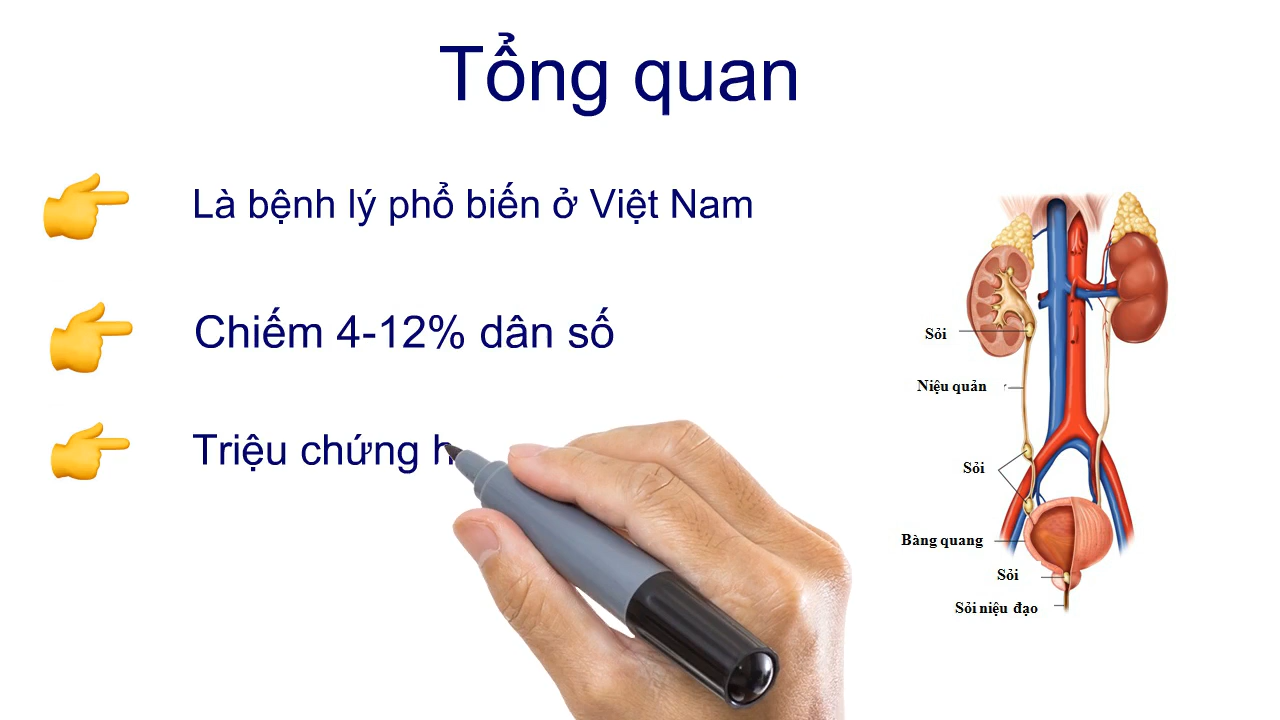 Tổng quan
Là bệnh lý phổ biến ở Việt Nam
Chiếm 4-12% dân số
Triệu chứng
Sỏi
Niệu quản
Sỏi
Bàng quang
Sỏi
Sỏi niệu đạo